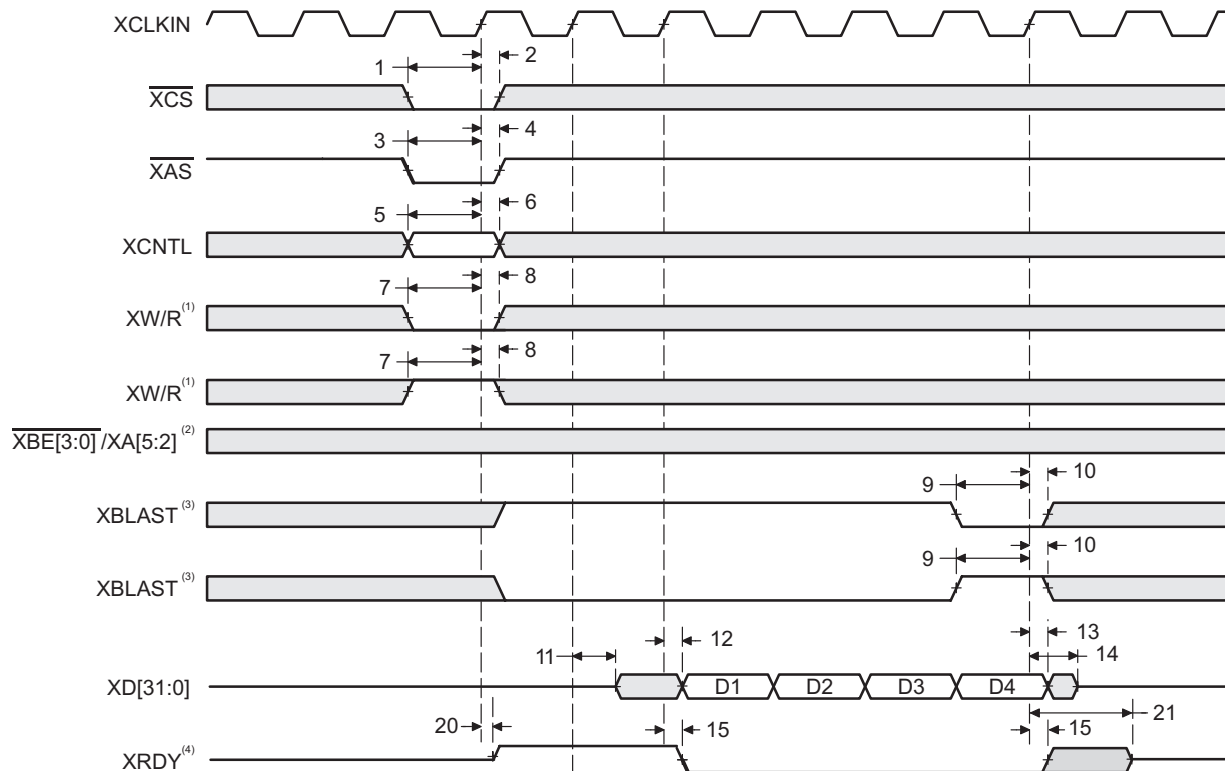 XCLKIN
1
2
XCS
3
4
XAS
5
6
XCNTL
7
8
XW/R(1)
7
8
XW/R(1)
XBE[3:0]/XA[5:2](2)
9
10
XBLAST(3)
9
10
XBLAST(3)
11
12
13
14
XD[31:0]
D1
D2
D3
D4
20
15
15
21
XRDY(4)